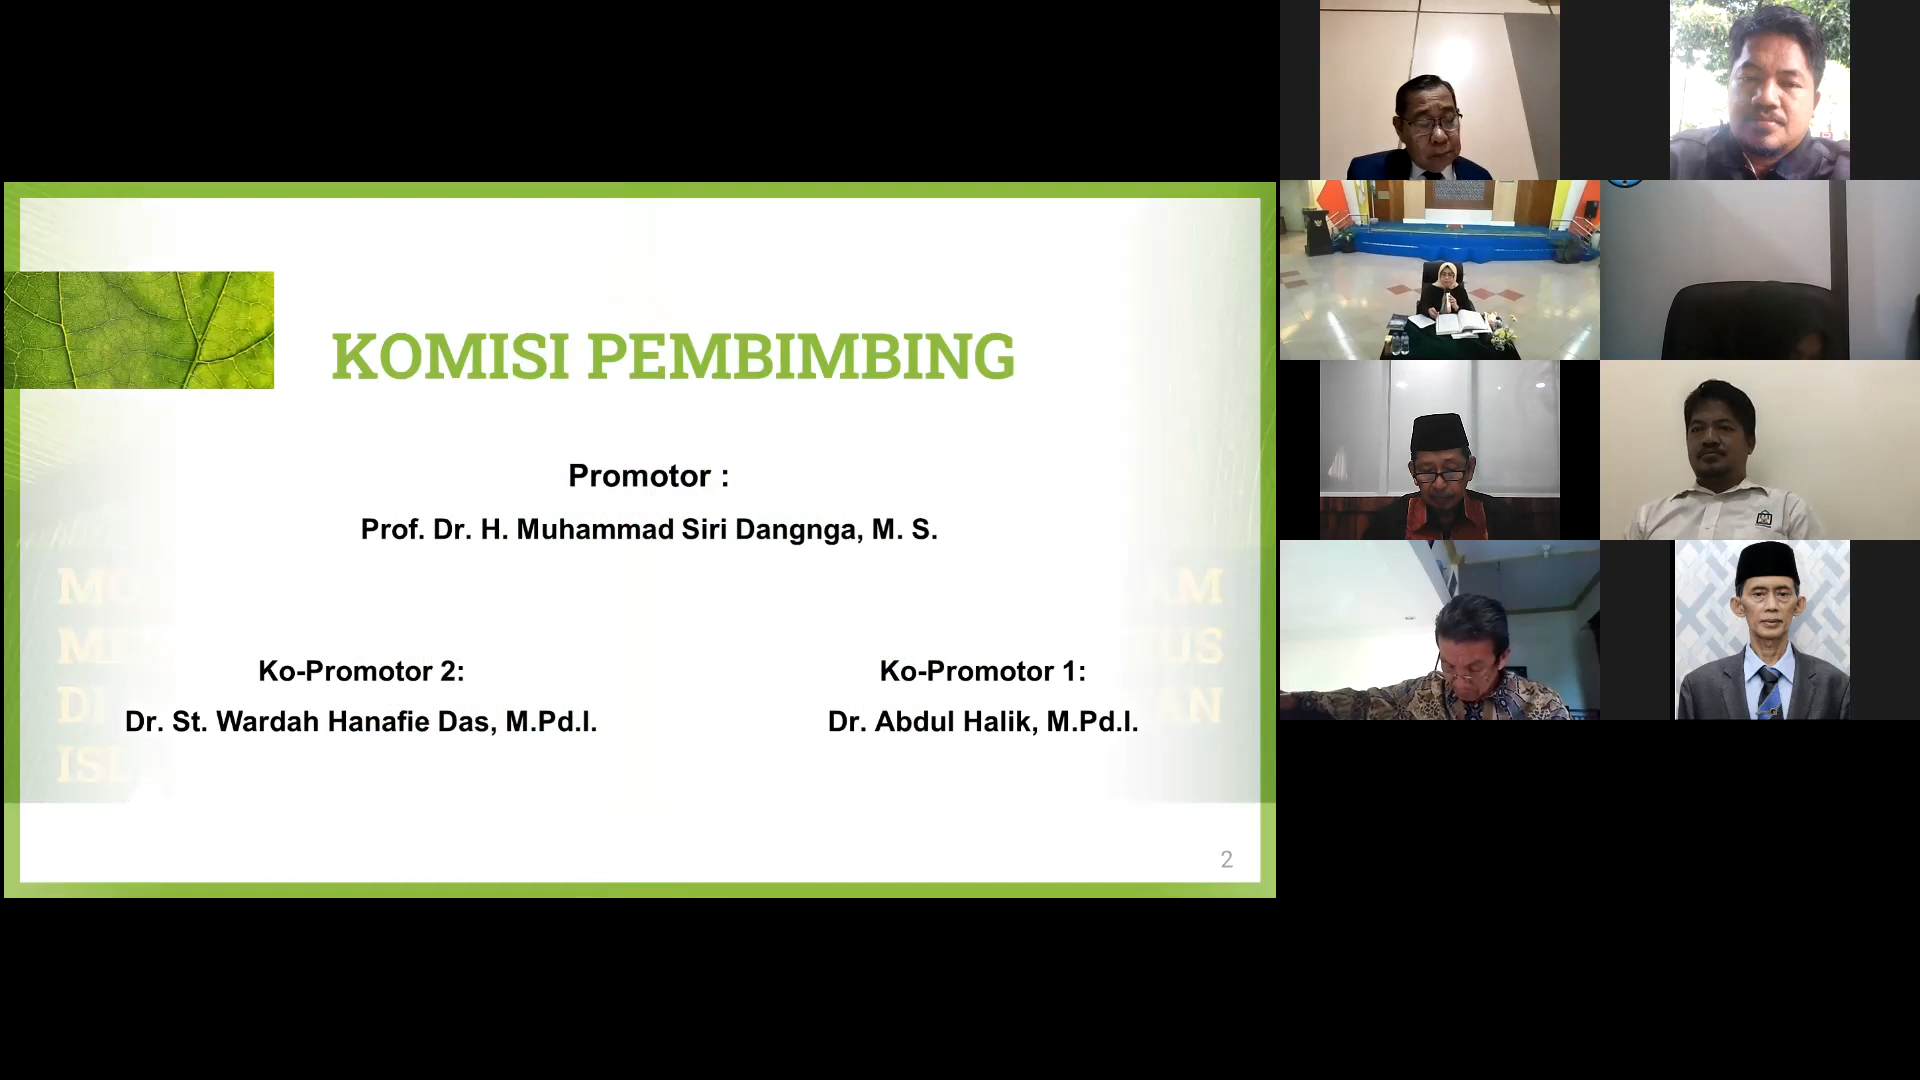 KOMISI PEMBIMBING
Promotor :
Prof. Dr. H. Muhammad Siri Dangnga, M. S.
Ko-Promotor 2:
Dr. St. Wardah Hanafie Das, M.Pd.I.
Ko-Promotor 1:
Dr. Abdul Halik, M.Pd.I.
2